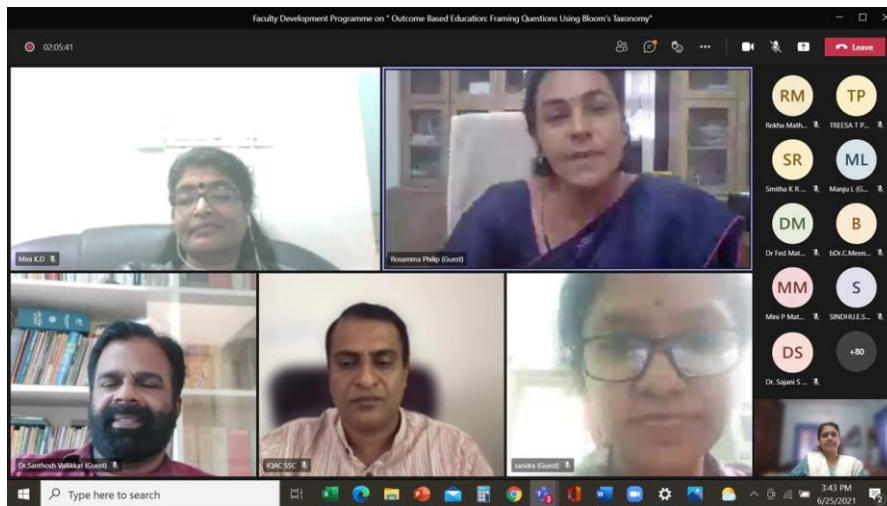 Faculty Development Programme on " Outcome Based Education: Framing Questions Using Bloom's Taxonomy"
02:05:41
Leave
Mini K.D
Rosamma Philip (Guest)
RM
TP
Rekha Math...
TREESA T P...
SR
ML
Smitha K R ...
Manju L (G...
DM
B
Dr Fed Mat...
bDr.C.Meen...
MM
S
Mini P Mat...
SINDHU.E.S...
DS
+80
Dr. Sajani S ...
Dr.Santhosh Vallikkat (Guest)
IQAC SSC
sandra (Guest)
Type here to search
3:43 PM
6/25/2021